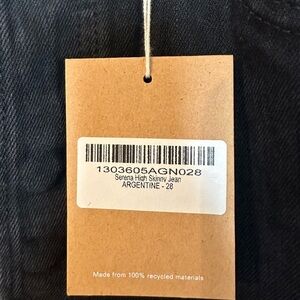 1303605AGN028
Serena High Skinny Jean
ARGENTINE - 28
Made from 100% recycled materials